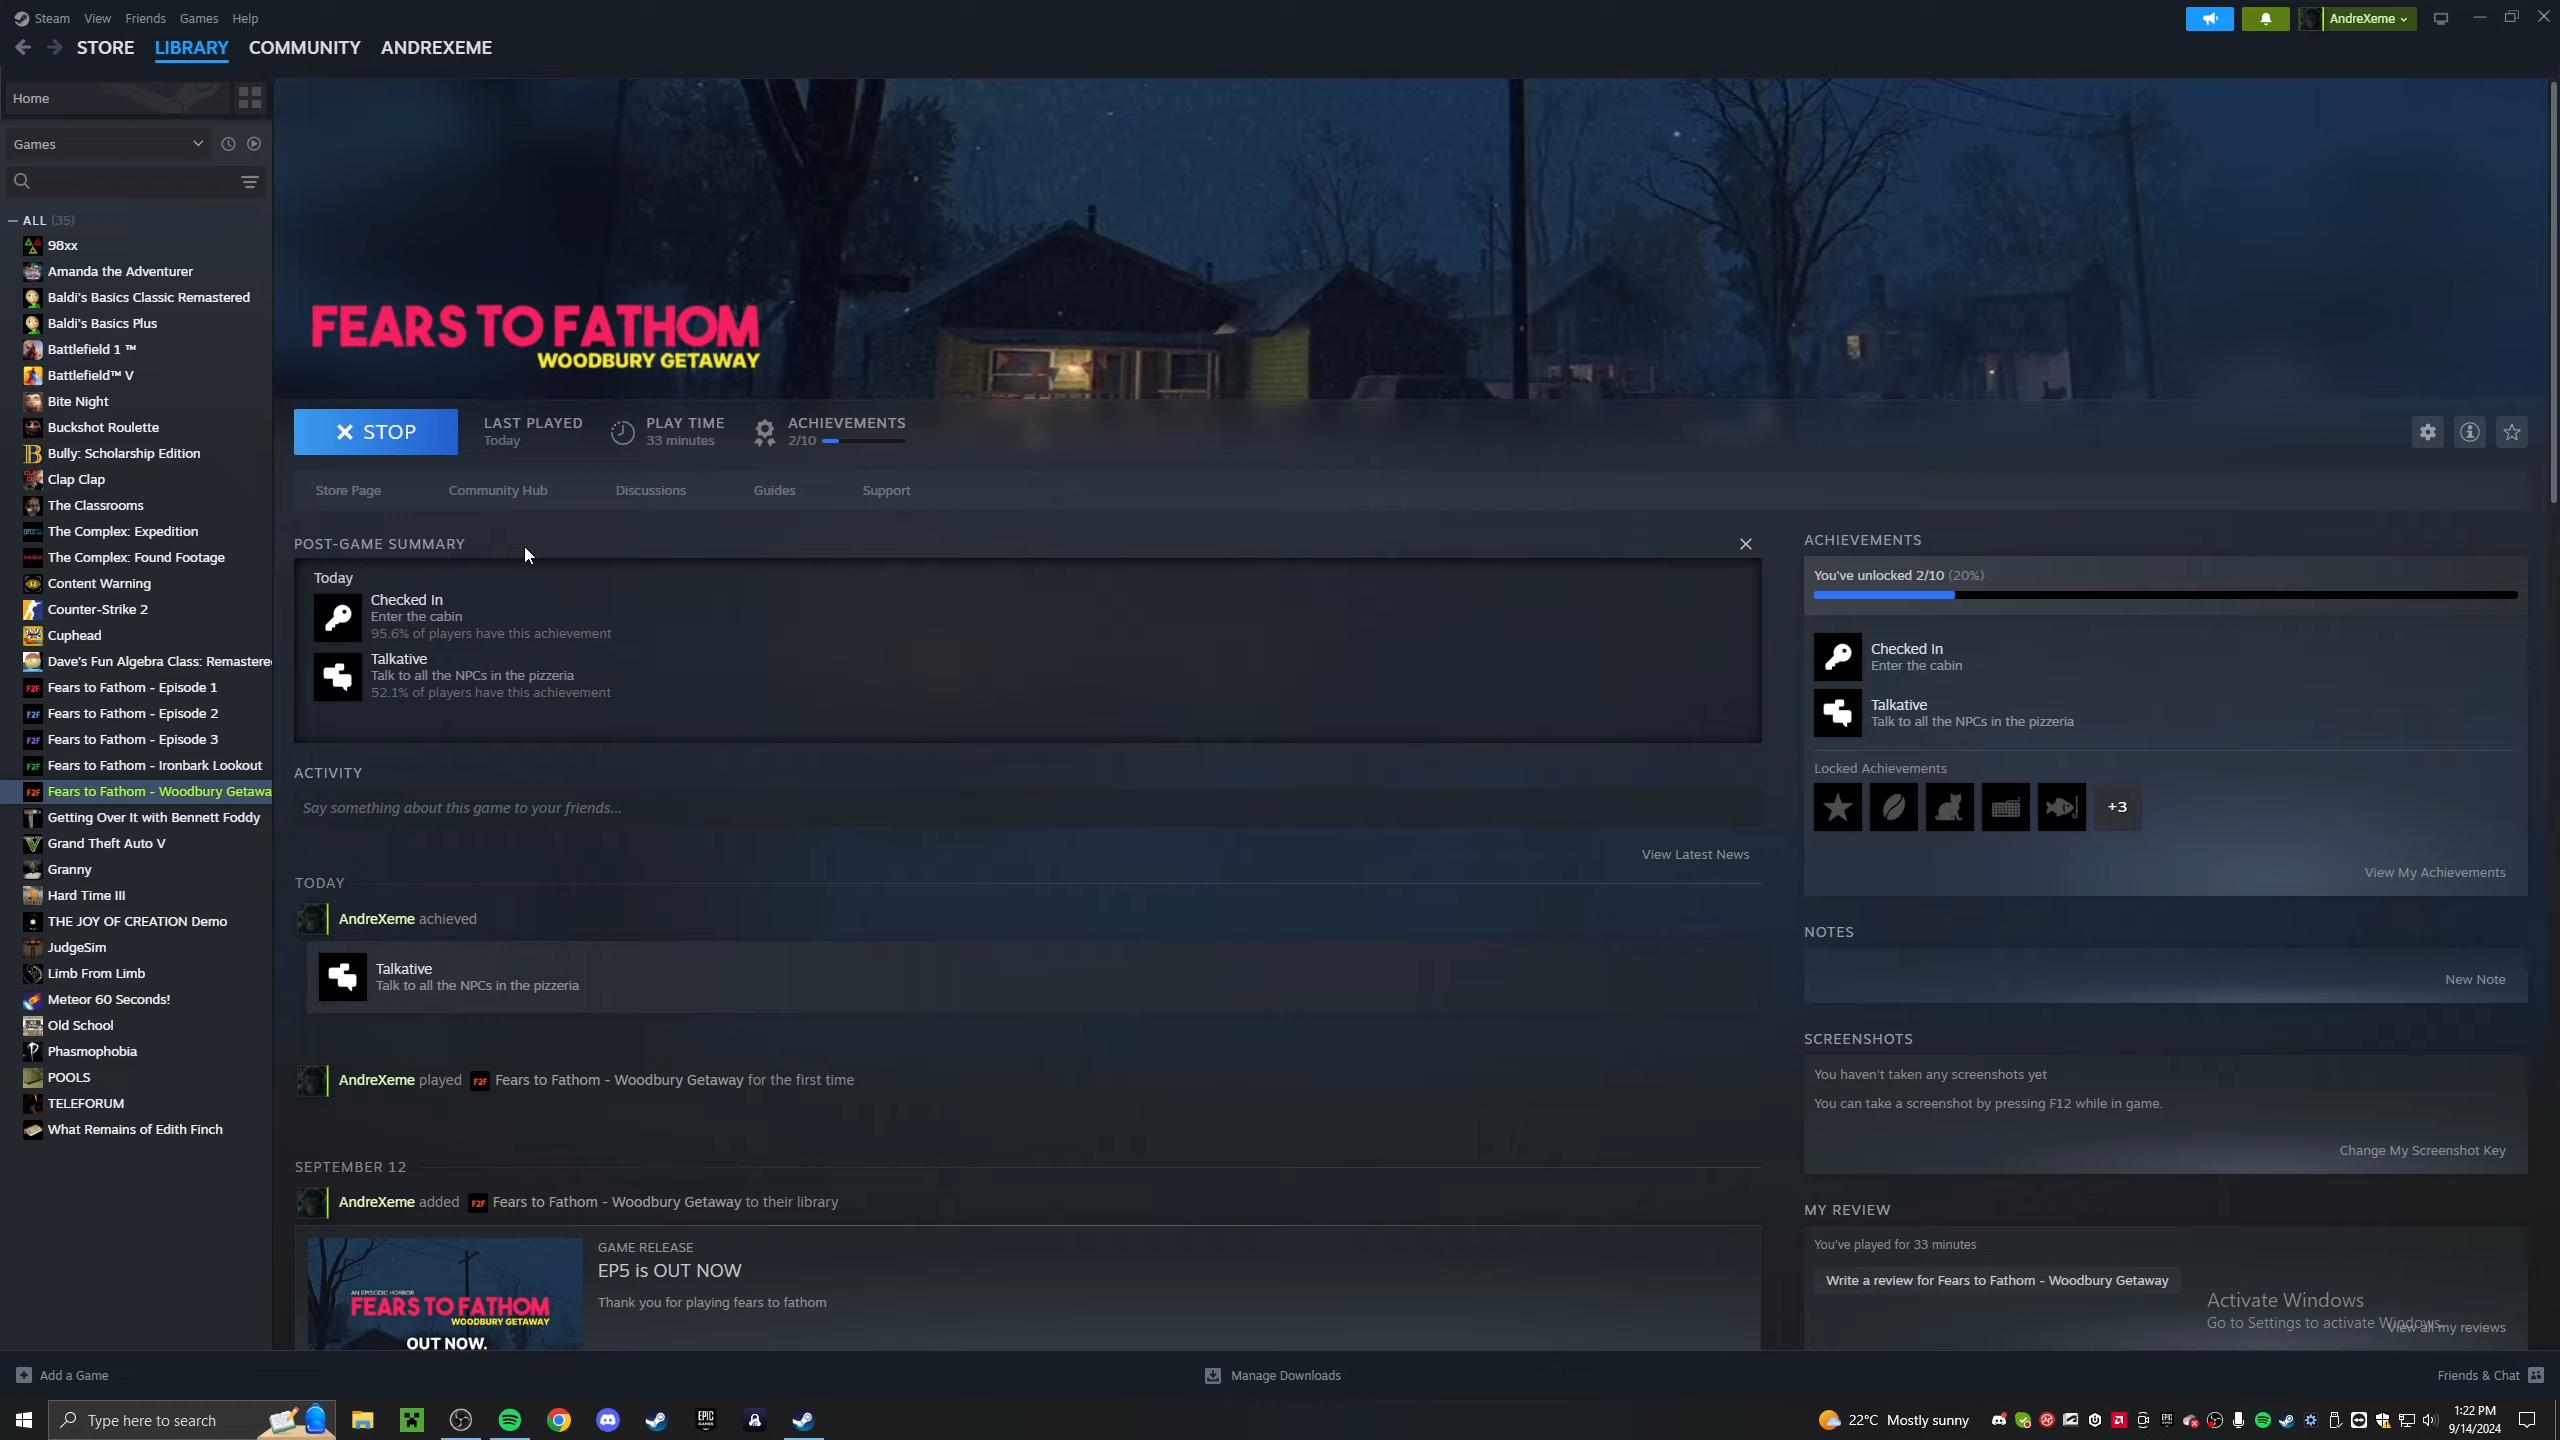 Steam View Friends Games Help
AndreXeme
STORE LIBRARY COMMUNITY ANDREXEME
Home
Games
ALL (35)
98xx
Amanda the Adventurer
Baldi's Basics Classic Remastered
Baldi's Basics Plus
Battlefield 1 ™
Battlefield™ V
Bite Night
Buckshot Roulette
Bully: Scholarship Edition
Clap Clap
The Classrooms
The Complex: Expedition
The Complex: Found Footage
Content Warning
Counter-Strike 2
Cuphead
Dave's Fun Algebra Class: Remastere
Fears to Fathom - Episode 1
Fears to Fathom - Episode 2
Fears to Fathom - Episode 3
Fears to Fathom - Ironbark Lookout
Fears to Fathom - Woodbury Getawa
Getting Over It with Bennett Foddy
Grand Theft Auto V
Granny
Hard Time III
THE JOY OF CREATION Demo
JudgeSim
Limb From Limb
Meteor 60 Seconds!
Old School
Phasmophobia
POOLS
TELEFORUM
What Remains of Edith Finch
FEARS TO FATHOM
WOODBURY GETAWAY
STOP
LAST PLAYED
Today
PLAY TIME
33 minutes
ACHIEVEMENTS
2/10
Store Page Community Hub Discussions Guides Support
POST-GAME SUMMARY
Today
Checked In
Enter the cabin
95.6% of players have this achievement
Talkative
Talk to all the NPCs in the pizzeria
52.1% of players have this achievement
ACTIVITY
Say something about this game to your friends...
View Latest News
TODAY
AndreXeme achieved
Talkative
Talk to all the NPCs in the pizzeria
AndreXeme played F2F Fears to Fathom - Woodbury Getaway for the first time
SEPTEMBER 12
AndreXeme added F2F Fears to Fathom - Woodbury Getaway to their library
AN EPISODIC HORROR
FEARS TO FATHOM
WOODBURY GETAWAY
OUT NOW.
GAME RELEASE
EP5 is OUT NOW
Thank you for playing fears to fathom
ACHIEVEMENTS
You've unlocked 2/10 (20%)
Checked In
Enter the cabin
Talkative
Talk to all the NPCs in the pizzeria
Locked Achievements
+3
View My Achievements
NOTES
New Note
SCREENSHOTS
You haven't taken any screenshots yet
You can take a screenshot by pressing F12 while in game.
Change My Screenshot Key
MY REVIEW
You've played for 33 minutes
Write a review for Fears to Fathom - Woodbury Getaway
Activate Windows
Go to Settings to activate Windows.
View all my reviews
Add a Game
Manage Downloads
Friends & Chat
Type here to search
EPIC GAMES
22°C Mostly sunny
1:22 PM
9/14/2024